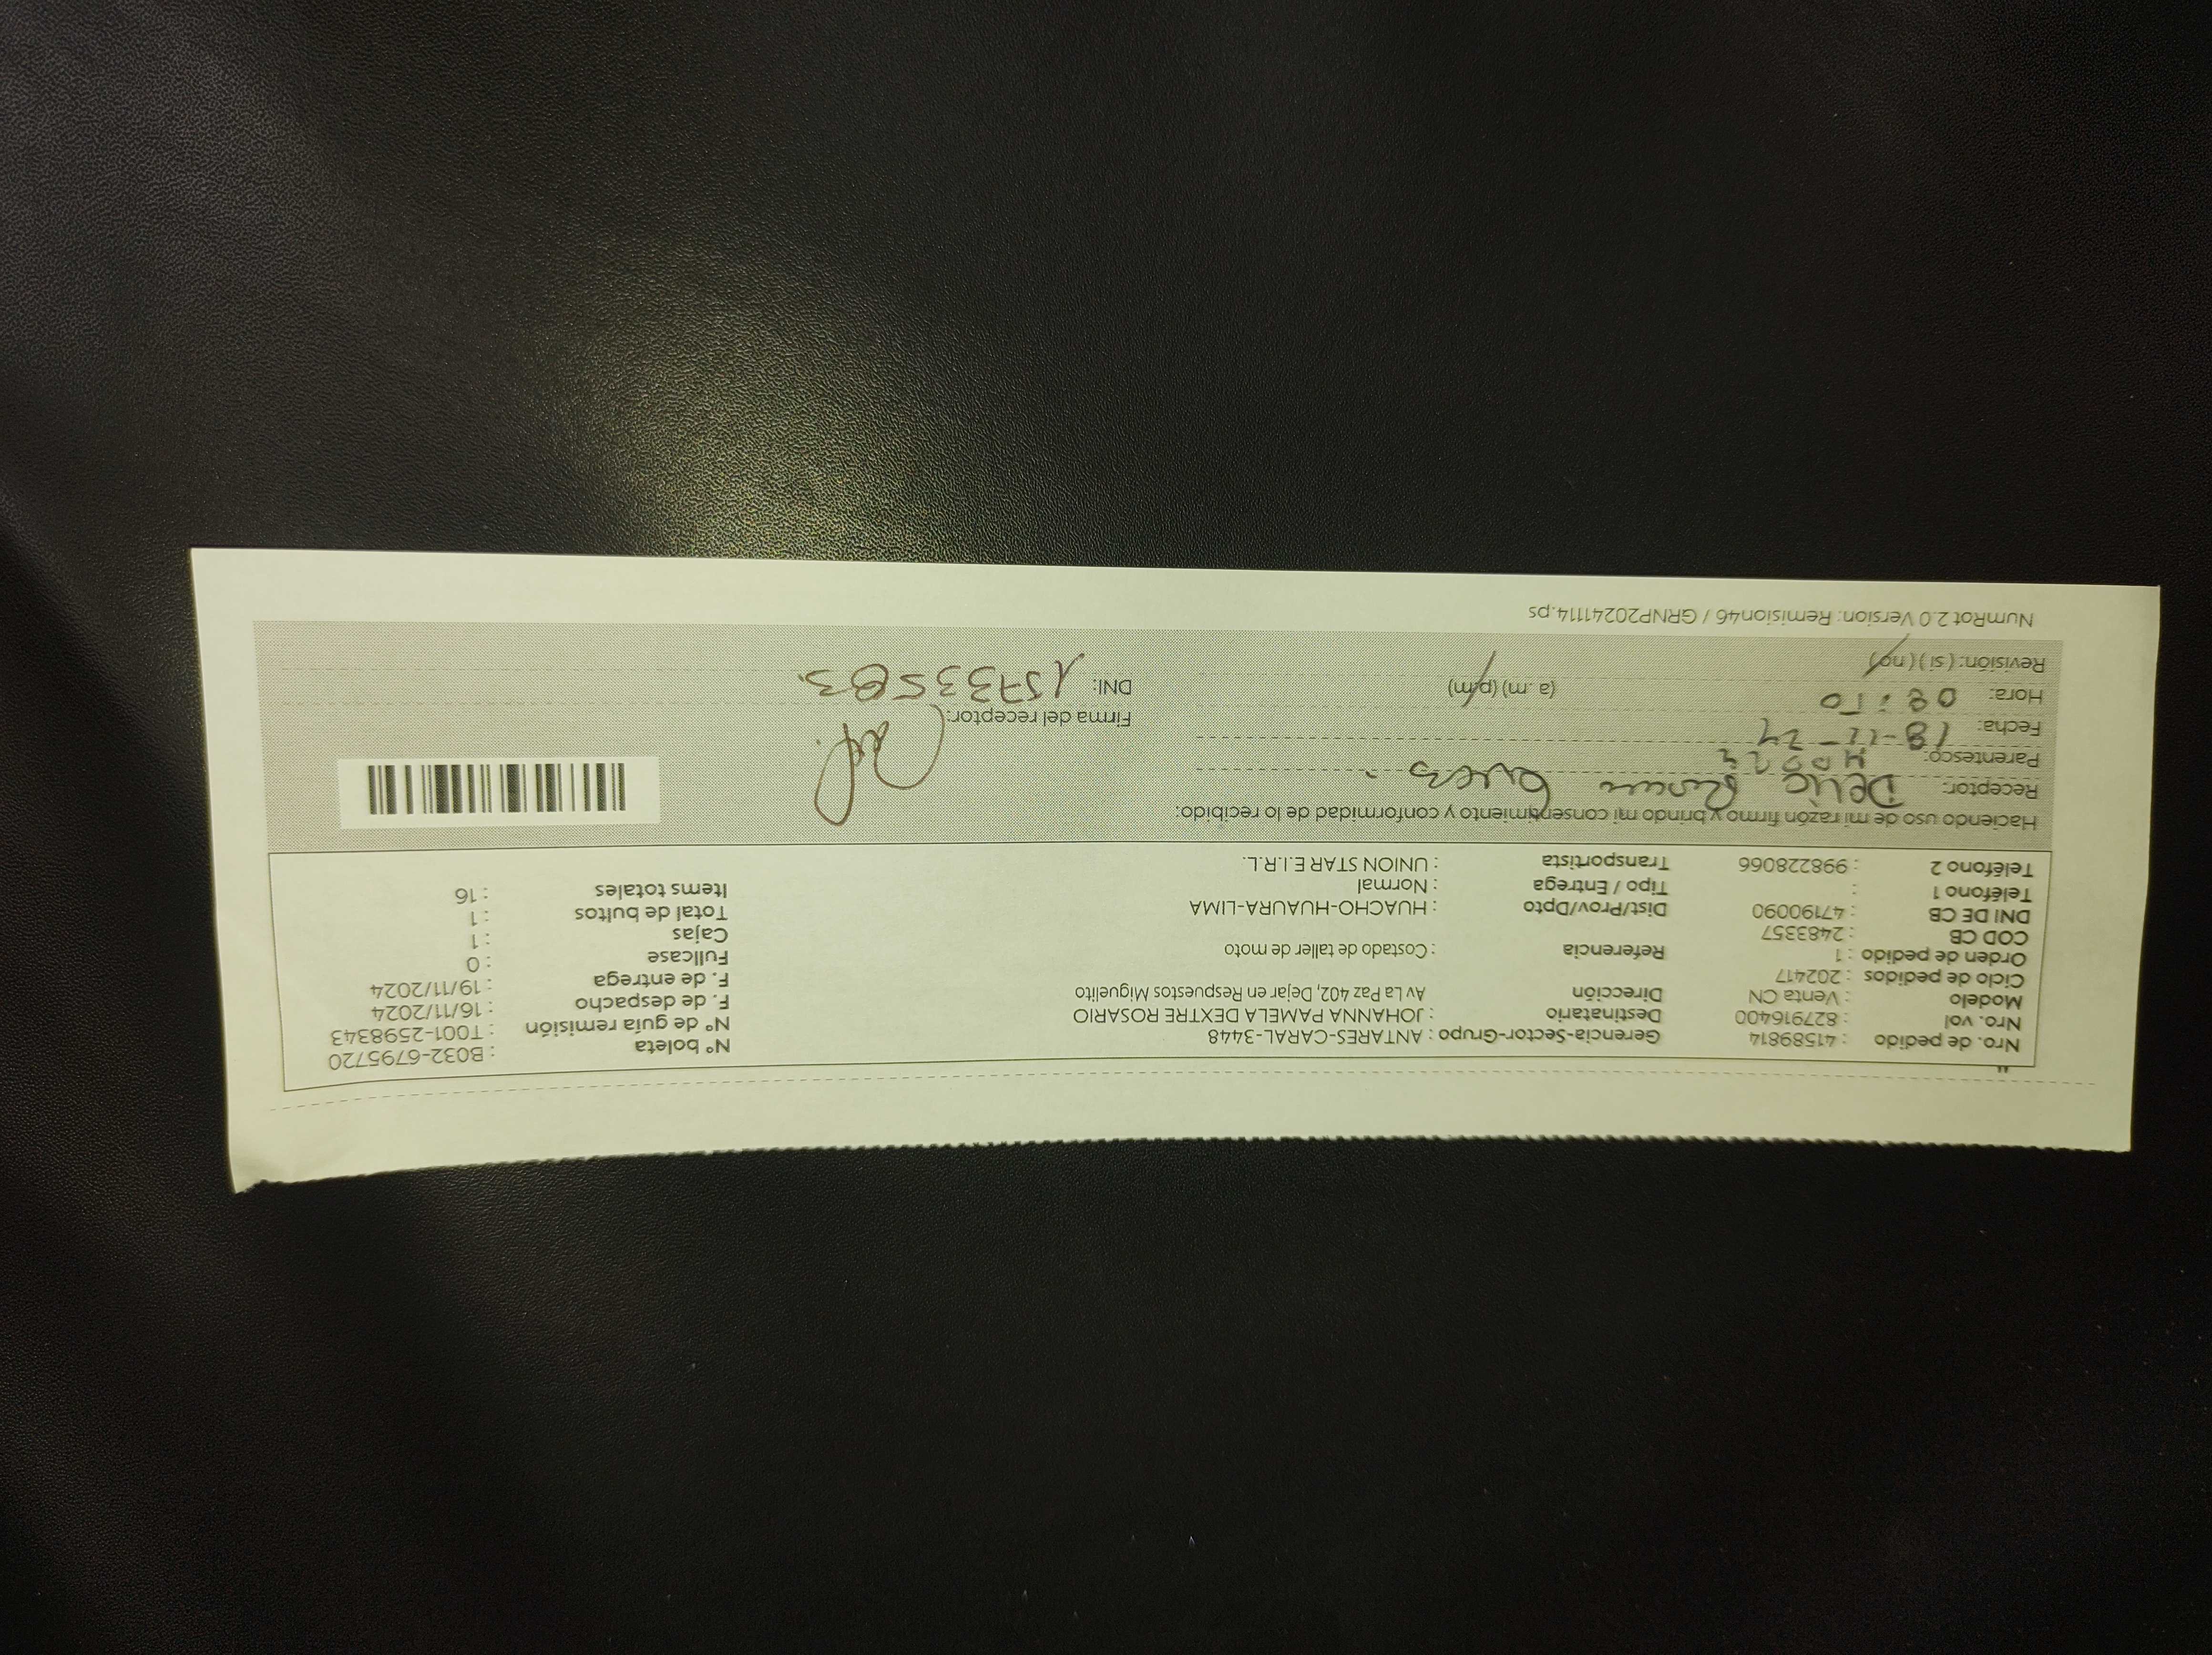 Nro. de pedido : 41589814 Gerencia-Sector-Grupo : ANTARES-CARAL-3448 N° boleta : B032-6795720
Nro. vol : 827916400 Destinatario : JOHANNA PAMELA DEXTRE ROSARIO N° de guía remisión : T001-2598343
Modelo : Venta CN Dirección Av La Paz 402, Dejar en Respuestos Miguelito F. de despacho : 16/11/2024
Ciclo de pedidos : 202417 F. de entrega : 19/11/2024
Orden de pedido : 1 Referencia : Costado de taller de moto Fullcase : 0
COD CB : 2483357 Cajas : 1
DNI DE CB : 47190090 Dist/Prov/Dpto : HUACHO-HUAURA-LIMA Total de bultos : 1
Teléfono 1 : Tipo / Entrega : Normal Items totales : 16
Teléfono 2 : 998228066 Transportista : UNION STAR E.I.R.L.
Haciendo uso de mi razón firmo y brindo mi consentimiento y conformidad de lo recibido:
Receptor: Delia
Parentesco:
Fecha: 18-11-24 Firma del receptor:
Hora: 08:10 (a .m) (p.m) DNI: 15733583.
Revisión: ( si ) ( no )
NumRot 2.0 Version: Remision46 / GRNP20241114.ps